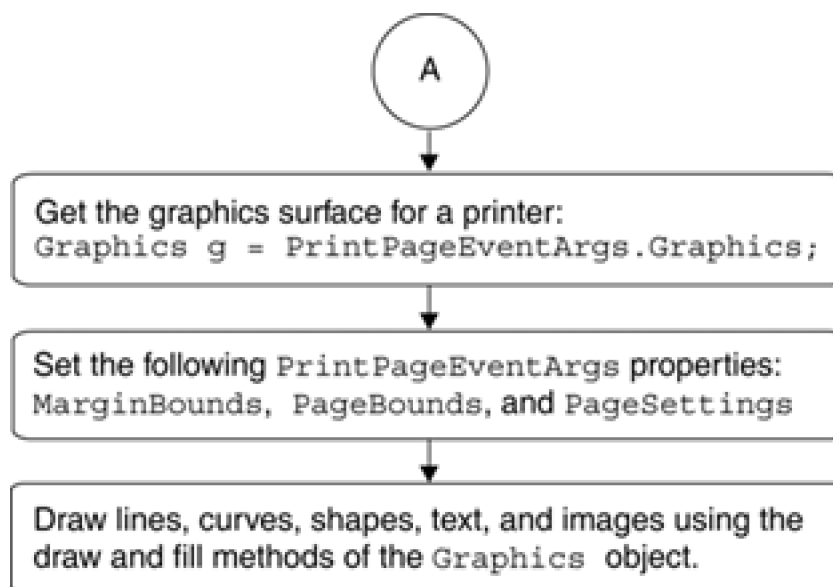 A
Get the graphics surface for a printer:
Graphics g = PrintPageEventArgs.Graphics;
Set the following PrintPageEventArgs properties:
MarginBounds, PageBounds, and PageSettings
Draw lines, curves, shapes, text, and images using the
draw and fill methods of the Graphics object.